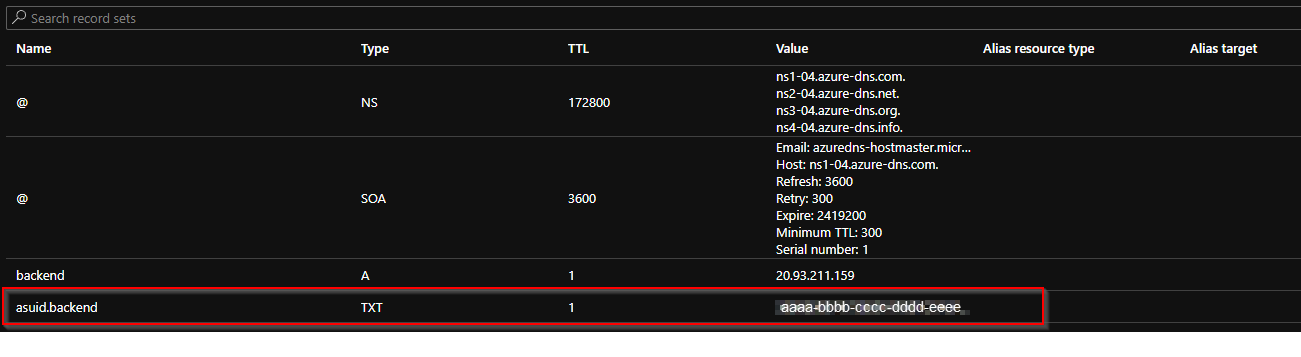 Search record sets
Name Type TTL Value Alias resource type Alias target
@ NS 172800 ns1-04.azure-dns.com.
ns2-04.azure-dns.net.
ns3-04.azure-dns.org.
ns4-04.azure-dns.info.
@ SOA 3600 Email: azuredns-hostmaster.micr...
Host: ns1-04.azure-dns.com.
Refresh: 3600
Retry: 300
Expire: 2419200
Minimum TTL: 300
Serial number: 1
backend A 1 20.93.211.159
asuid.backend TXT 1 aaaa-bbbb-cccc-dddd-eeee